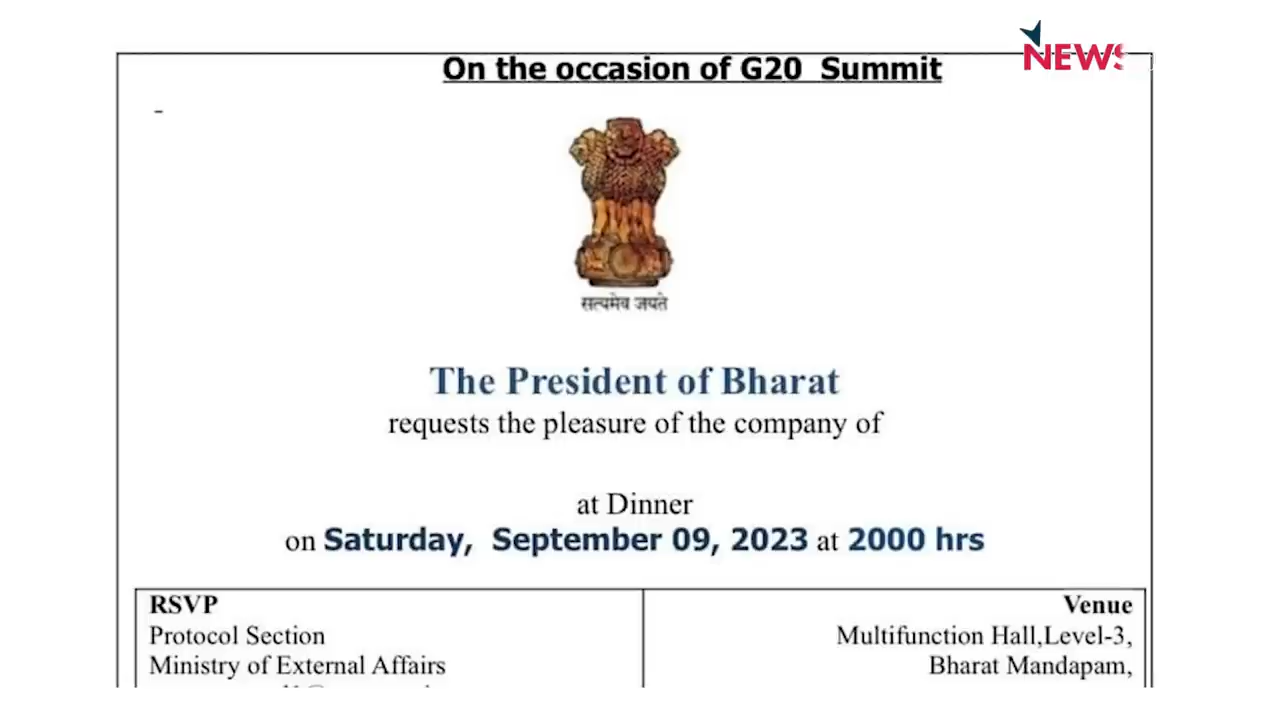 NEWS
On the occasion of G20 Summit
-
सत्यमेव जयते
The President of Bharat
requests the pleasure of the company of
at Dinner
on Saturday, September 09, 2023 at 2000 hrs
RSVP
Protocol Section
Ministry of External Affairs
Venue
Multifunction Hall,Level-3,
Bharat Mandapam,